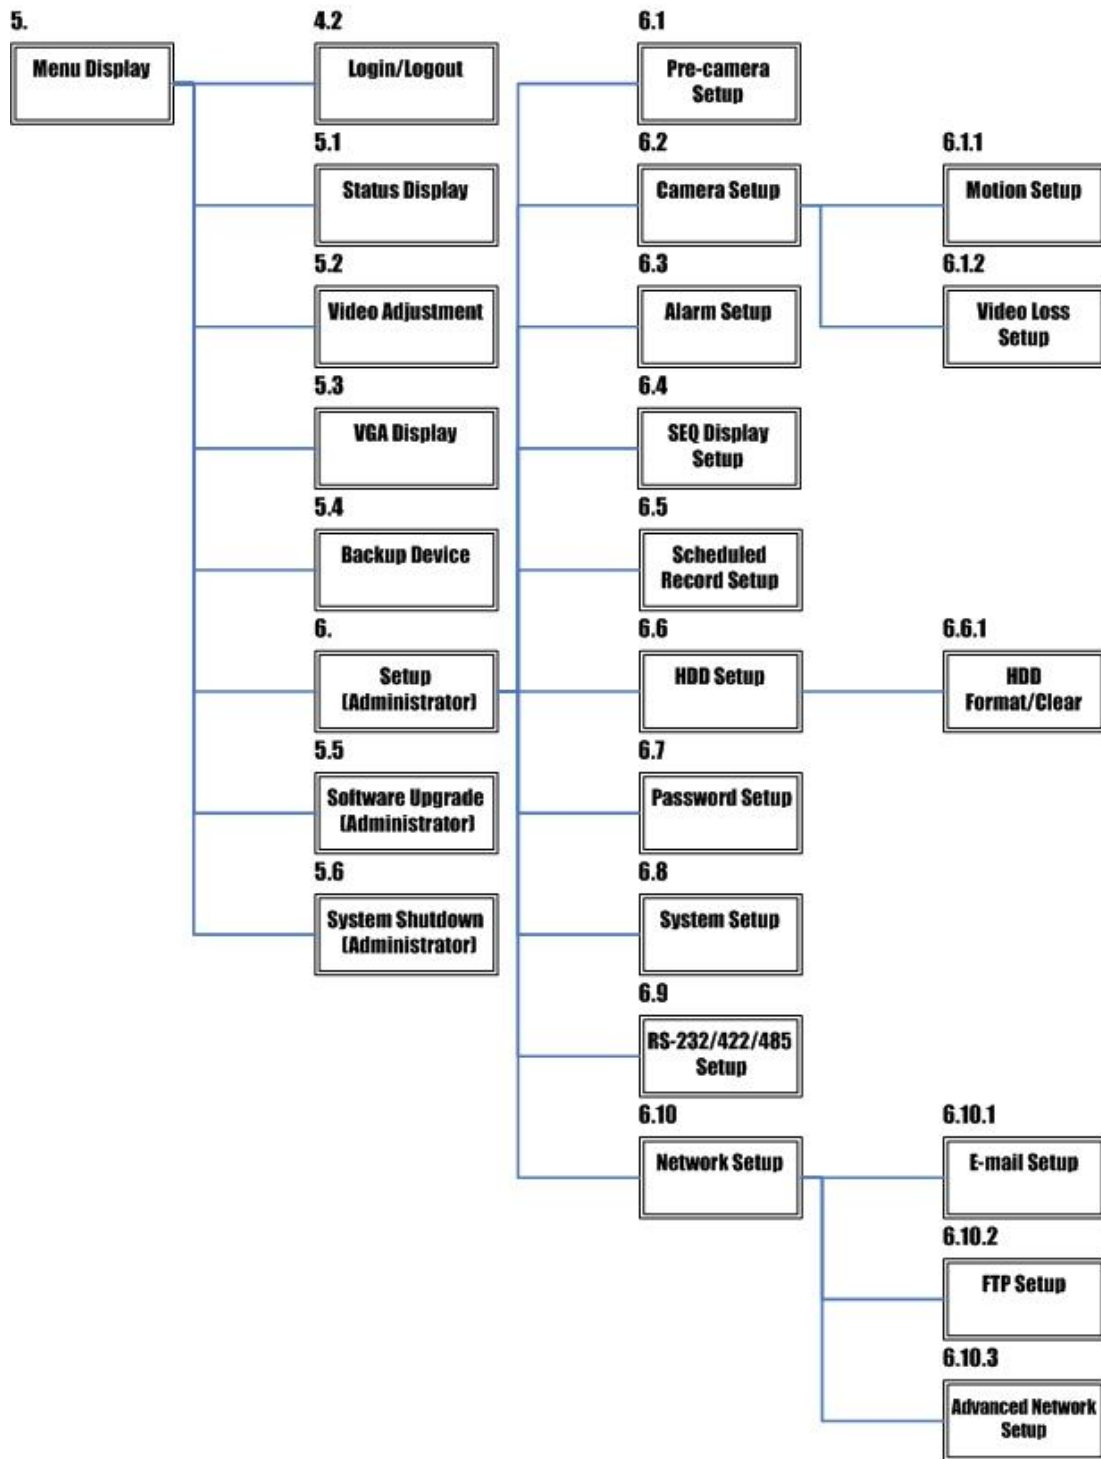 5.
Menu Display
4.2
Login/Logout
5.1
Status Display
5.2
Video Adjustment
5.3
VGA Display
5.4
Backup Device
6.
Setup
(Administrator)
5.5
Software Upgrade
(Administrator)
5.6
System Shutdown
(Administrator)
6.1
Pre-camera
Setup
6.2
Camera Setup
6.3
Alarm Setup
6.4
SEQ Display
Setup
6.5
Scheduled
Record Setup
6.6
HDD Setup
6.7
Password Setup
6.8
System Setup
6.9
RS-232/422/485
Setup
6.10
Network Setup
6.1.1
Motion Setup
6.1.2
Video Loss
Setup
6.6.1
HDD
Format/Clear
6.10.1
E-mail Setup
6.10.2
FTP Setup
6.10.3
Advanced Network
Setup